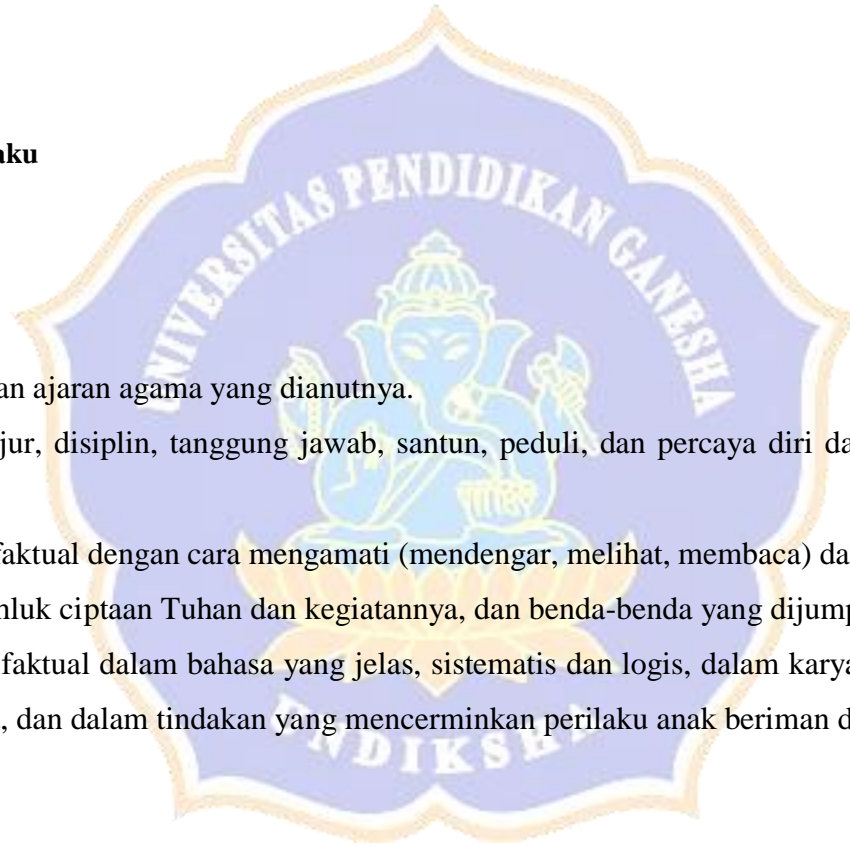 aku
UNIVERSITAS PENDIDIKAN GANESHA
an ajaran agama yang dianutnya.
jur, disiplin, tanggung jawab, santun, peduli, dan percaya diri da
faktual dengan cara mengamati (mendengar, melihat, membaca) da
hluk ciptaan Tuhan dan kegiatannya, dan benda-benda yang dijump
faktual dalam bahasa yang jelas, sistematis dan logis, dalam karya
, dan dalam tindakan yang mencerminkan perilaku anak beriman d
UNDIKSHA